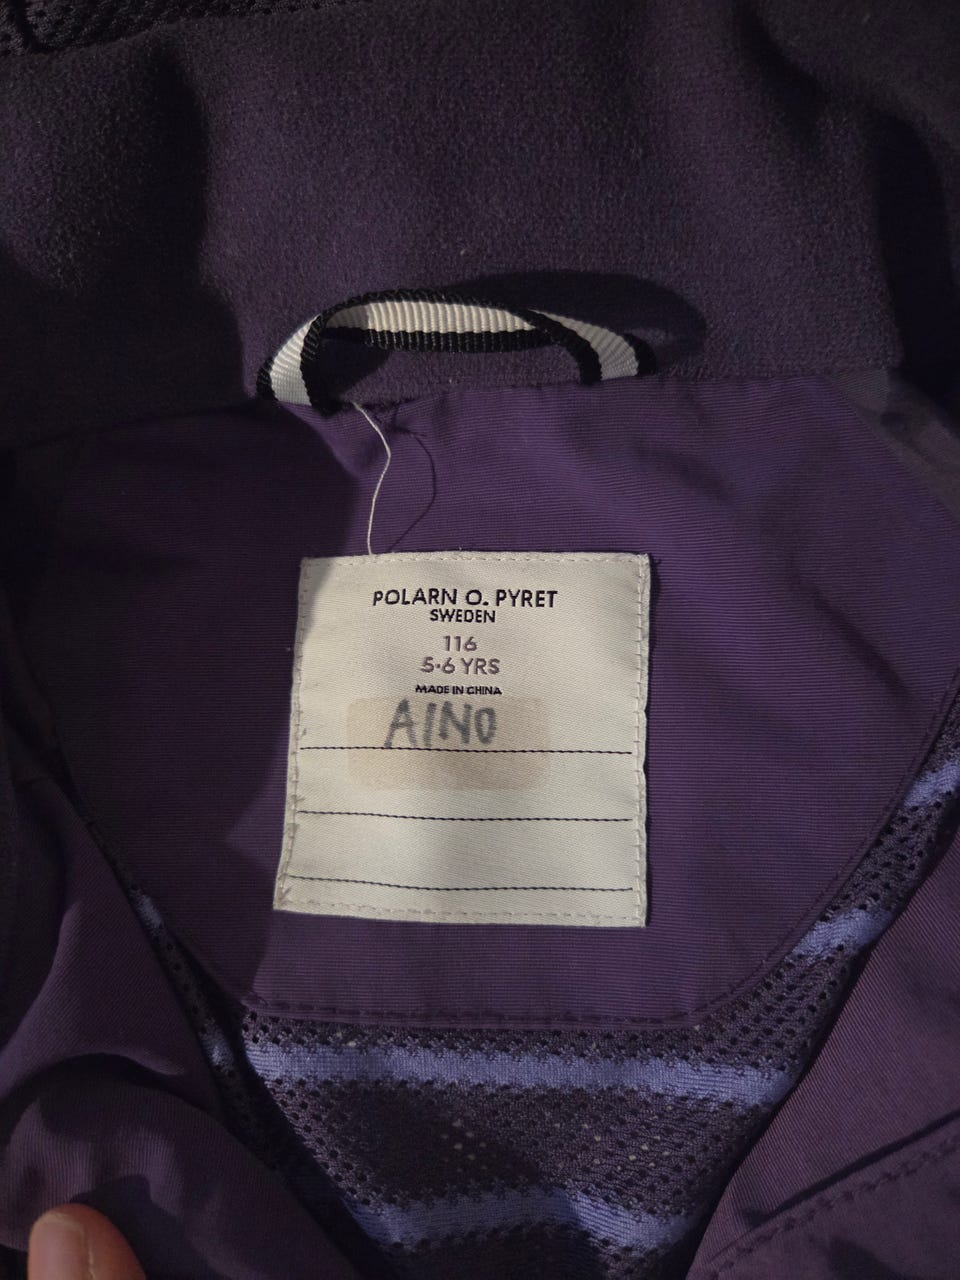 POLARN O. PYRET
SWEDEN
116
5-6 YRS
MADE IN CHINA
AINO